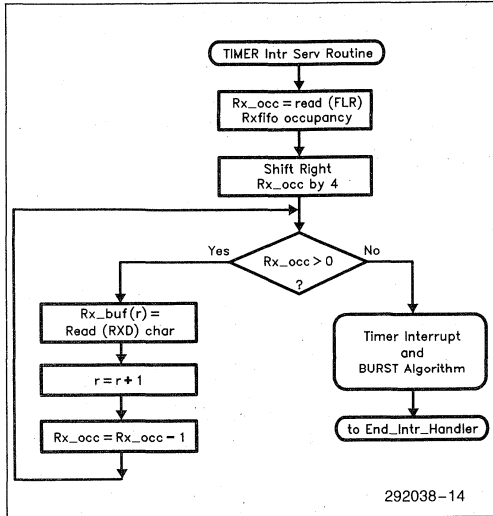 TIMER Intr Serv Routine
Rx_occ = read (FLR)
Rxfifo occupancy
Shift Right
Rx_occ by 4
Yes
Rx_occ > 0
?
No
Rx_buf(r) =
Read (RXD) char
r = r + 1
Rx_occ = Rx_occ - 1
Timer Interrupt
and
BURST Algorithm
to End_Intr_Handler
292038-14